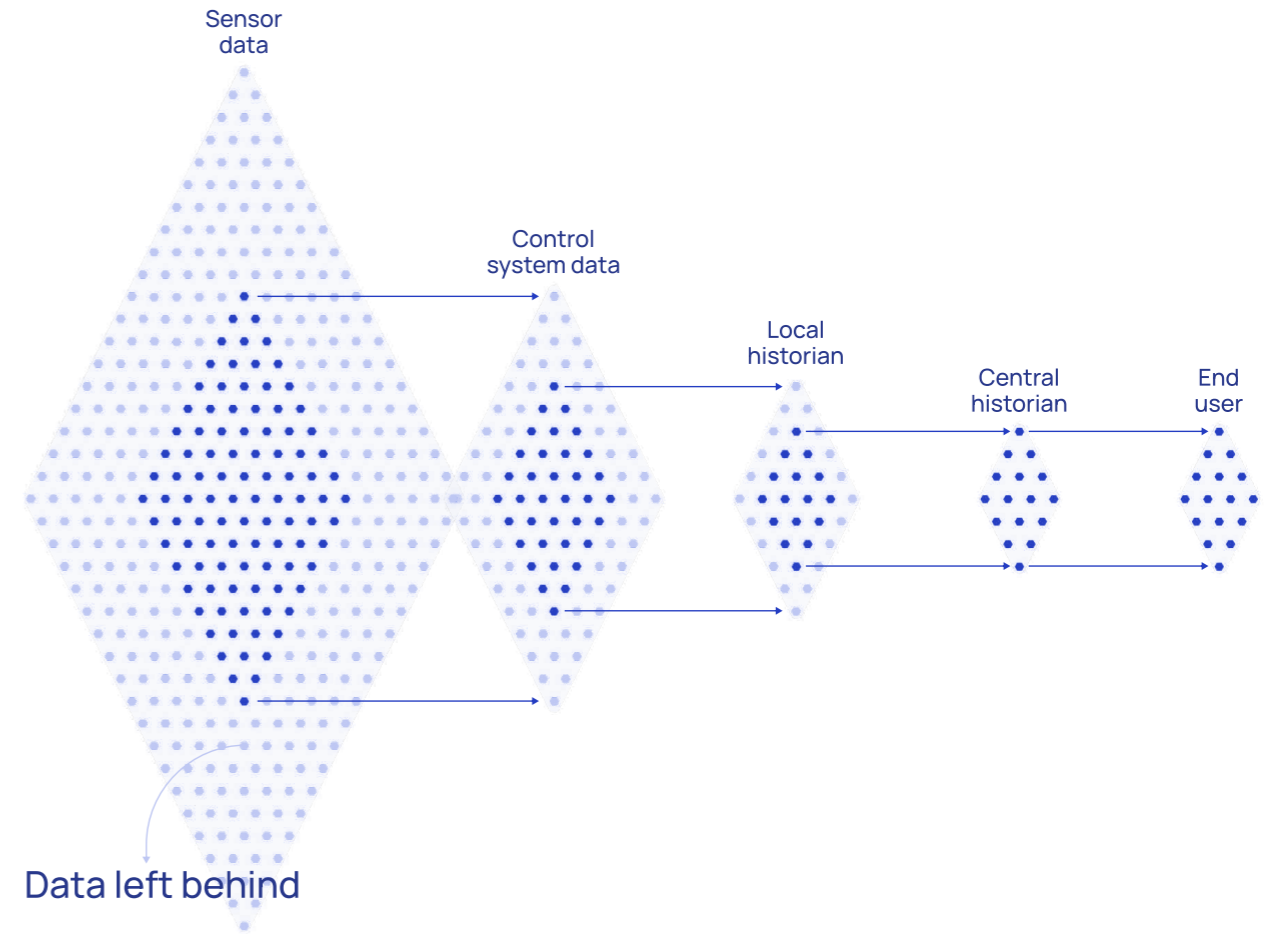 Sensor
data
Control
system data
Local
historian
Central
historian
End
user
Data left behind